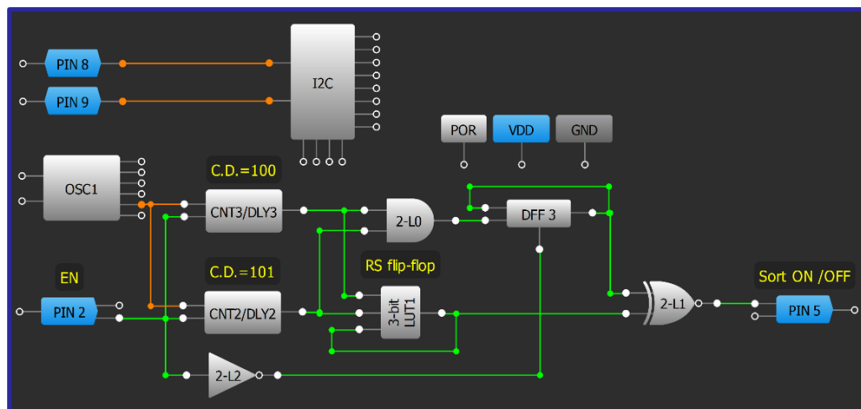 PIN 8
PIN 9
I2C
POR
VDD
GND
OSC1
C.D.=100
CNT3/DLY3
2-L0
DFF 3
EN
PIN 2
C.D.=101
CNT2/DLY2
RS flip-flop
3-bit
LUT1
2-L1
Sort ON /OFF
PIN 5
2-L2